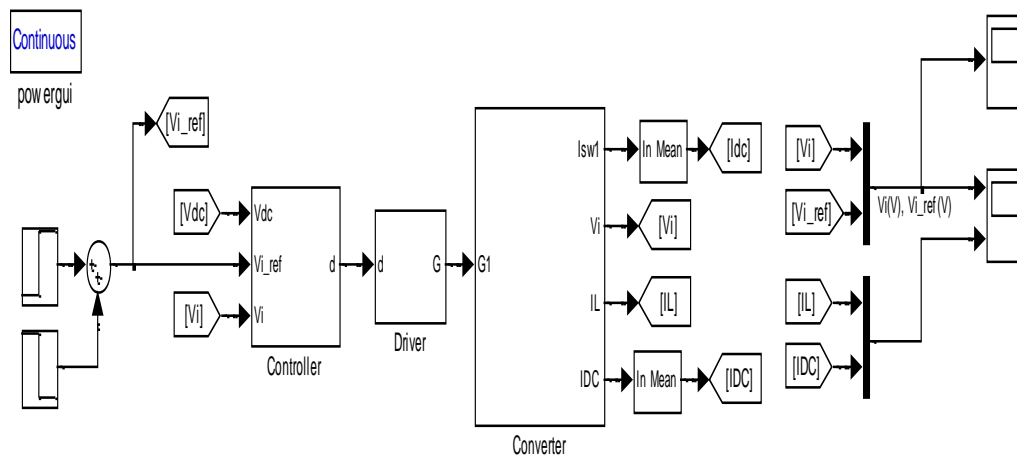 Continuous
powergui
[Vi_ref]
[Vdc]
[Vi]
Vdc
Vi_ref
Vi
d
Controller
d
G
Driver
G1
Isw1
Vi
IL
IDC
Converter
In Mean
[Idc]
[Vi]
[IL]
In Mean
[IDC]
[Vi]
[Vi_ref]
Vi(V), Vi_ref (V)
[IL]
[IDC]